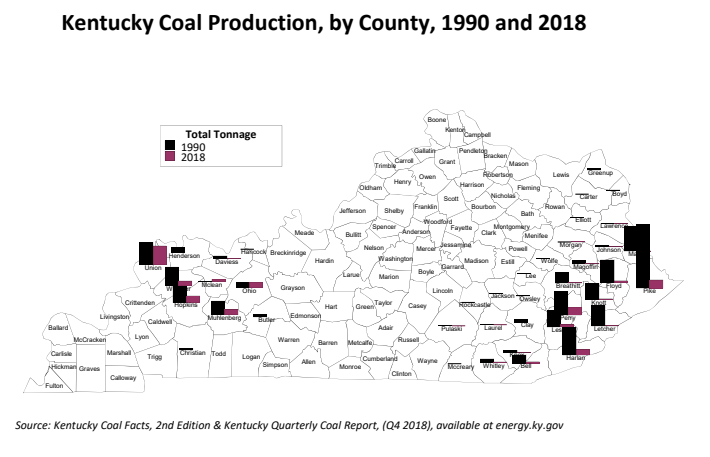 Kentucky Coal Production, by County, 1990 and 2018
Total Tonnage
1990
2018
Boone
Kenton
Campbell
Gallatin
Pendleton
Bracken
Trimble
Carroll
Grant
Mason
Owen
Robertson
Lewis
Greenup
Oldham
Henry
Harrison
Fleming
Carter
Boyd
Nicholas
Scott
Jefferson
Shelby
Franklin
Bourbon
Rowan
Bath
Elliott
Lawrence
Meade
Spencer
Woodford
Anderson
Fayette
Montgomery
Clark
Menifee
Bullitt
Hancock
Breckinridge
Nelson
Mercer
Jessamine
Powell
Morgan
Johnson
Henderson
Daviess
Hardin
Washington
Madison
Estill
Wolfe
Magoffin
Union
Larue
Marion
Boyle
Garrard
Lee
Mclean
Ohio
Grayson
Lincoln
Jackson
Owsley
Breathitt
Floyd
Pike
Crittenden
Hopkins
Hart
Green
Taylor
Casey
Rockcastle
Knott
Livingston
Muhlenberg
Butler
Edmonson
Perry
Ballard
Caldwell
Adair
Pulaski
Laurel
Clay
Letcher
McCracken
Lyon
Warren
Barren
Metcalfe
Russell
Carlisle
Marshall
Trigg
Christian
Todd
Logan
Simpson
Allen
Monroe
Cumberland
Clinton
Wayne
Mccreary
Whitley
Bell
Harlan
Hickman
Graves
Calloway
Fulton
Source: Kentucky Coal Facts, 2nd Edition & Kentucky Quarterly Coal Report, (Q4 2018), available at energy.ky.gov